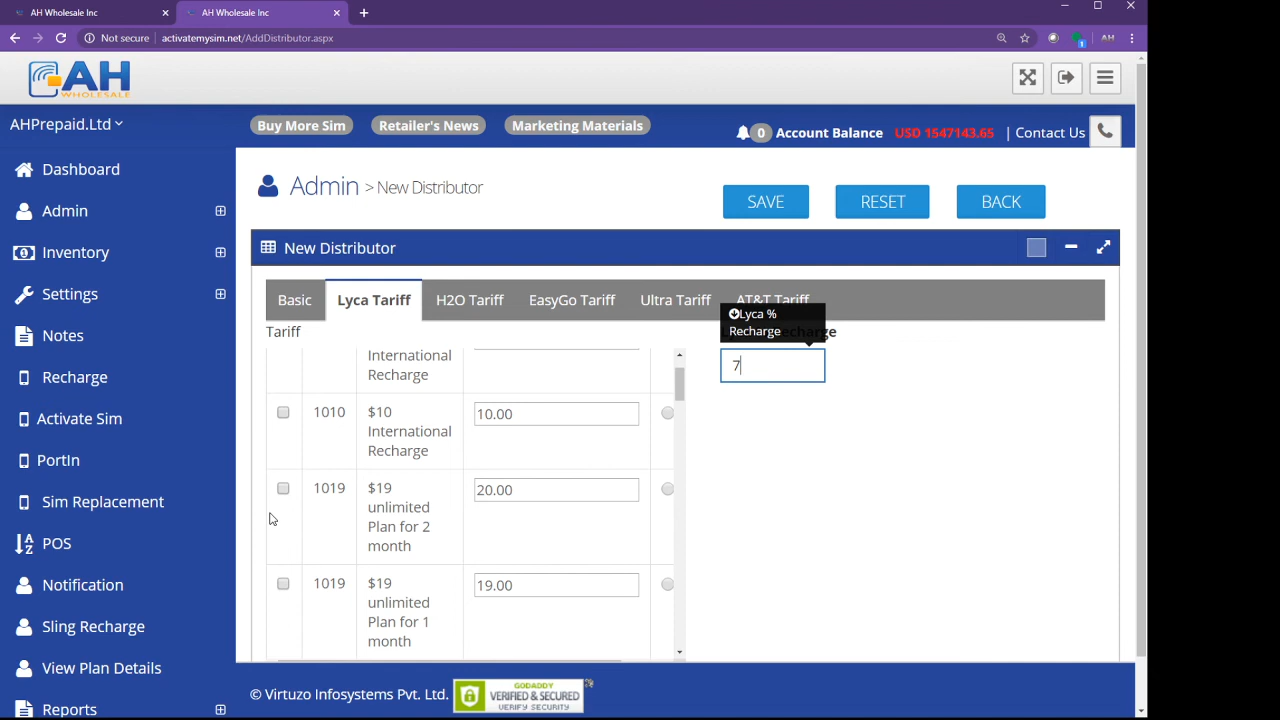 AH Wholesale Inc
AH Wholesale Inc
Not secure activatemysim.net/AddDistributor.aspx
1
AH
AH
WHOLESALE
AHPrepaid.Ltd
Buy More Sim
Retailer's News
Marketing Materials
0 Account Balance USD 1547143.65 | Contact Us
Dashboard
Admin
Inventory
Settings
Notes
Recharge
Activate Sim
PortIn
Sim Replacement
POS
Notification
Sling Recharge
View Plan Details
Reports
Admin > New Distributor
SAVE
RESET
BACK
New Distributor
Basic
Lyca Tariff
H2O Tariff
EasyGo Tariff
Ultra Tariff
AT&T Tariff
Tariff
Lyca %
Recharge
7
International
Recharge
1010
$10
International
Recharge
10.00
1019
$19
unlimited
Plan for 2
month
20.00
1019
$19
unlimited
Plan for 1
month
19.00
© Virtuzo Infosystems Pvt. Ltd.
GODADDY
VERIFIED & SECURED
VERIFY SECURITY